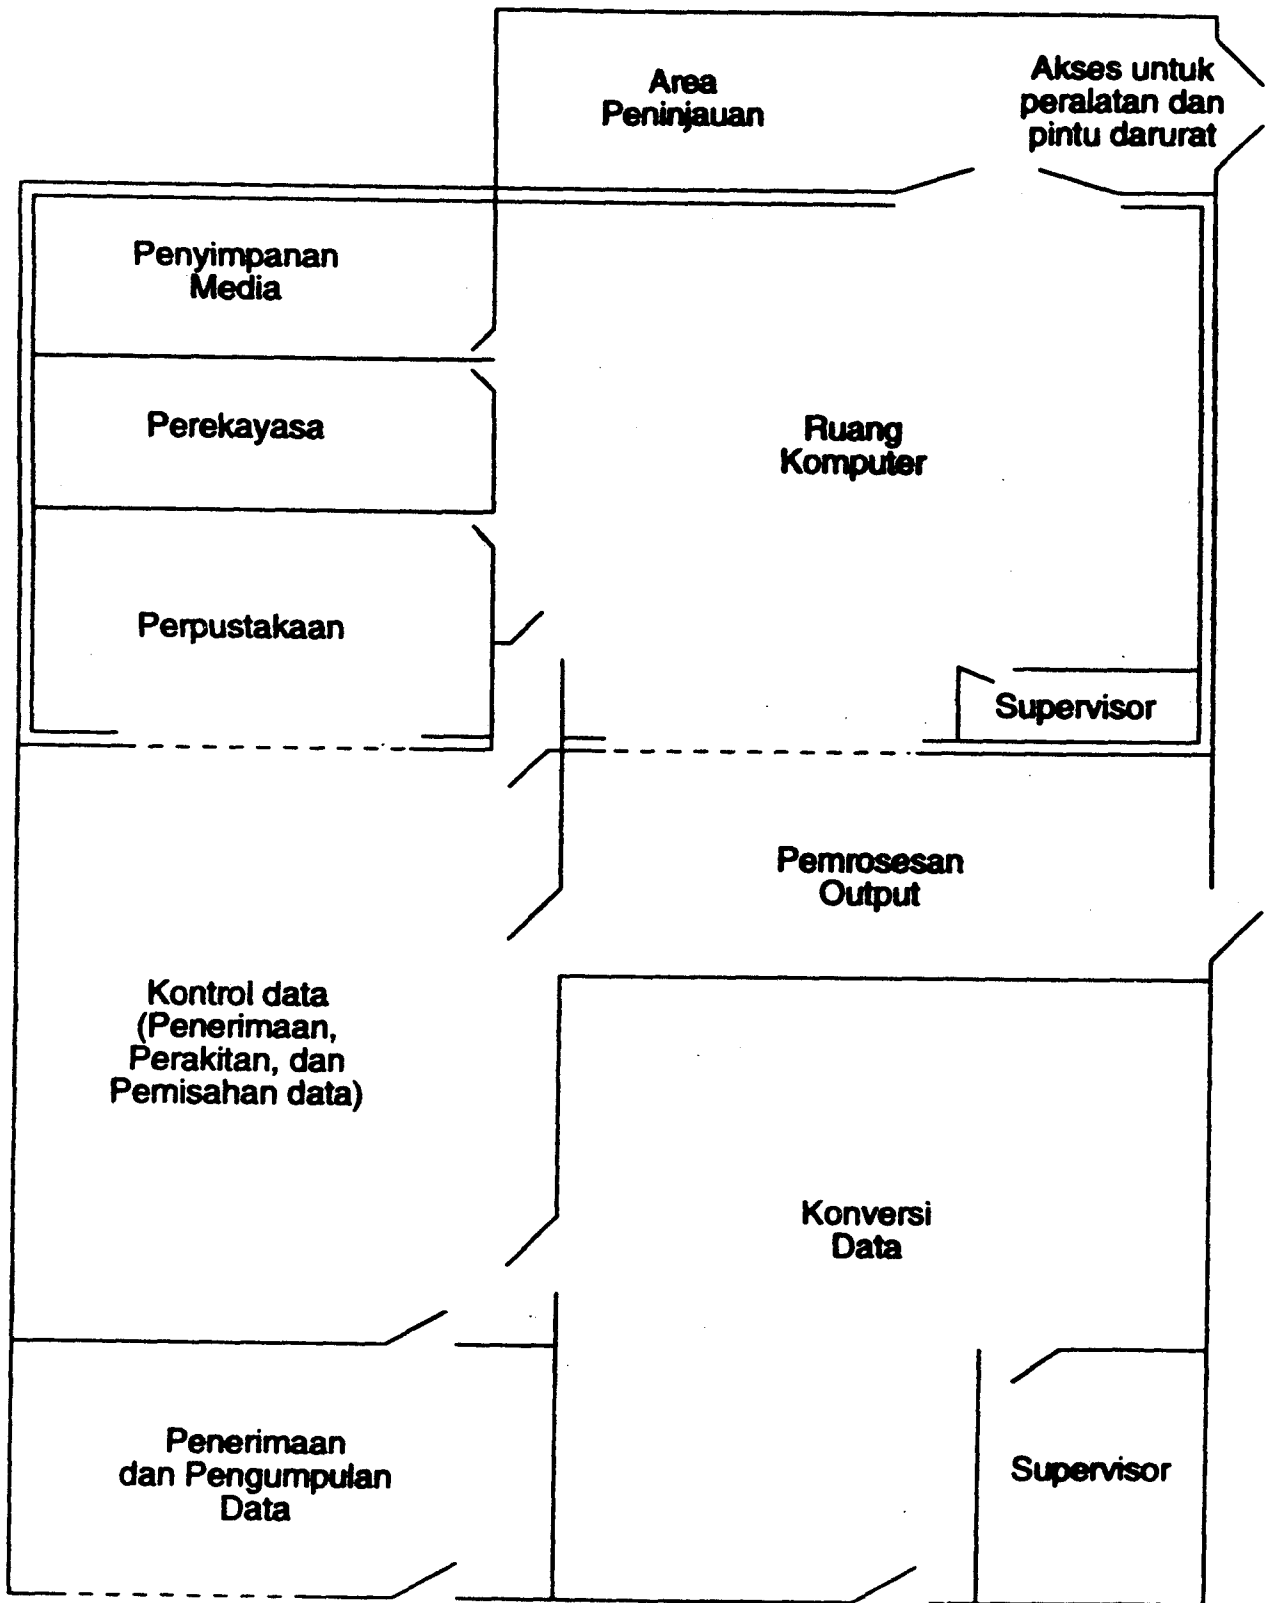 Area
Peninjauan
Akses untuk
peralatan dan
pintu darurat
Penyimpanan
Media
Perekayasa
Ruang
Komputer
Perpustakaan
Supervisor
Pemrosesan
Output
Kontrol data
(Penerimaan,
Perakitan, dan
Pemisahan data)
Konversi
Data
Penerimaan
dan Pengumpulan
Data
Supervisor